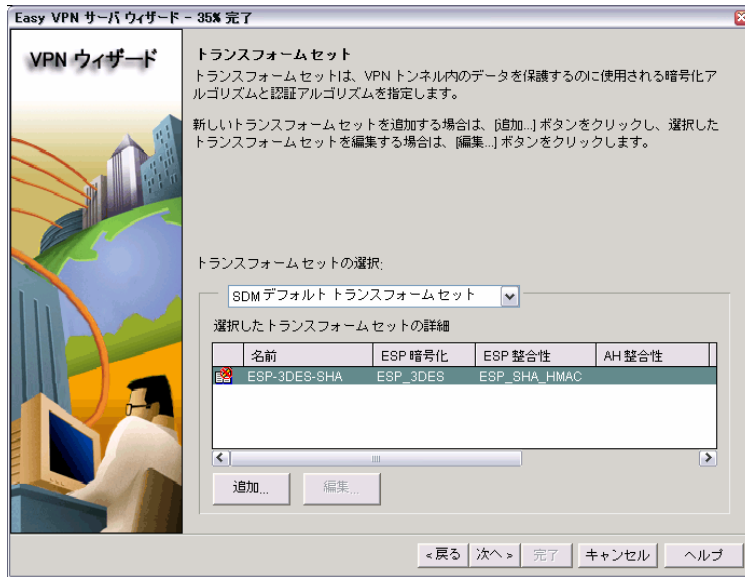 Easy VPN サーバ ウィザード - 35% 完了
VPN ウィザード
トランスフォーム セット
トランスフォーム セットは、VPN トンネル内のデータを保護するのに使用される暗号化ア
ルゴリズムと認証アルゴリズムを指定します。
新しいトランスフォーム セットを追加する場合は、[追加...] ボタンをクリックし、選択した
トランスフォーム セットを編集する場合は、[編集...] ボタンをクリックします。
トランスフォーム セットの選択:
SDM デフォルト トランスフォーム セット
選択したトランスフォーム セットの詳細
名前 ESP 暗号化 ESP 整合性 AH 整合性
ESP-3DES-SHA ESP_3DES ESP_SHA_HMAC
追加... 編集...
< 戻る 次へ > 完了 キャンセル ヘルプ